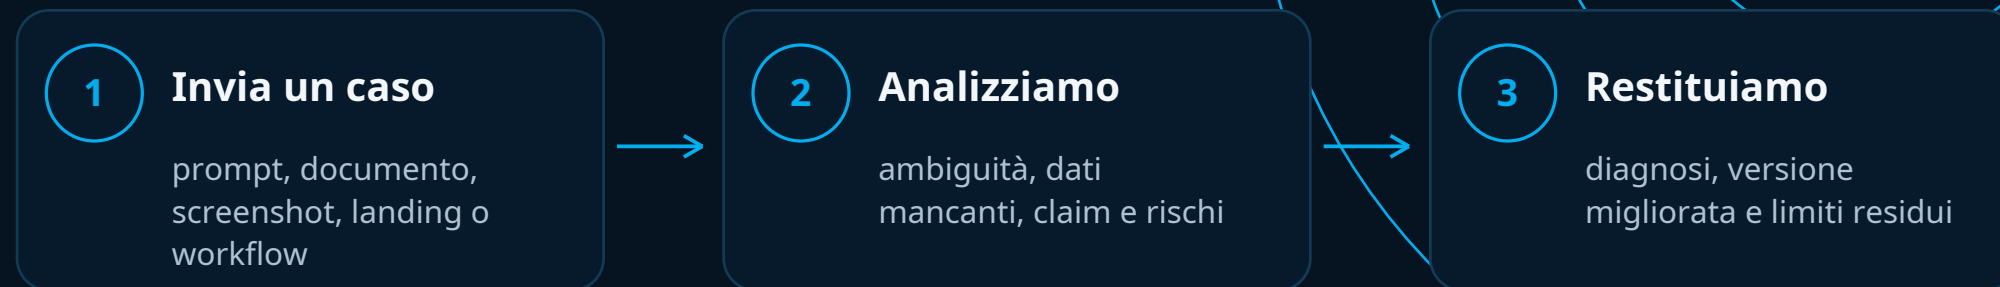 1
Invia un caso
prompt, documento,
screenshot, landing o
workflow
2
Analizziamo
ambiguità, dati
mancanti, claim e rischi
3
Restituiamo
diagnosi, versione
migliorata e limiti residui